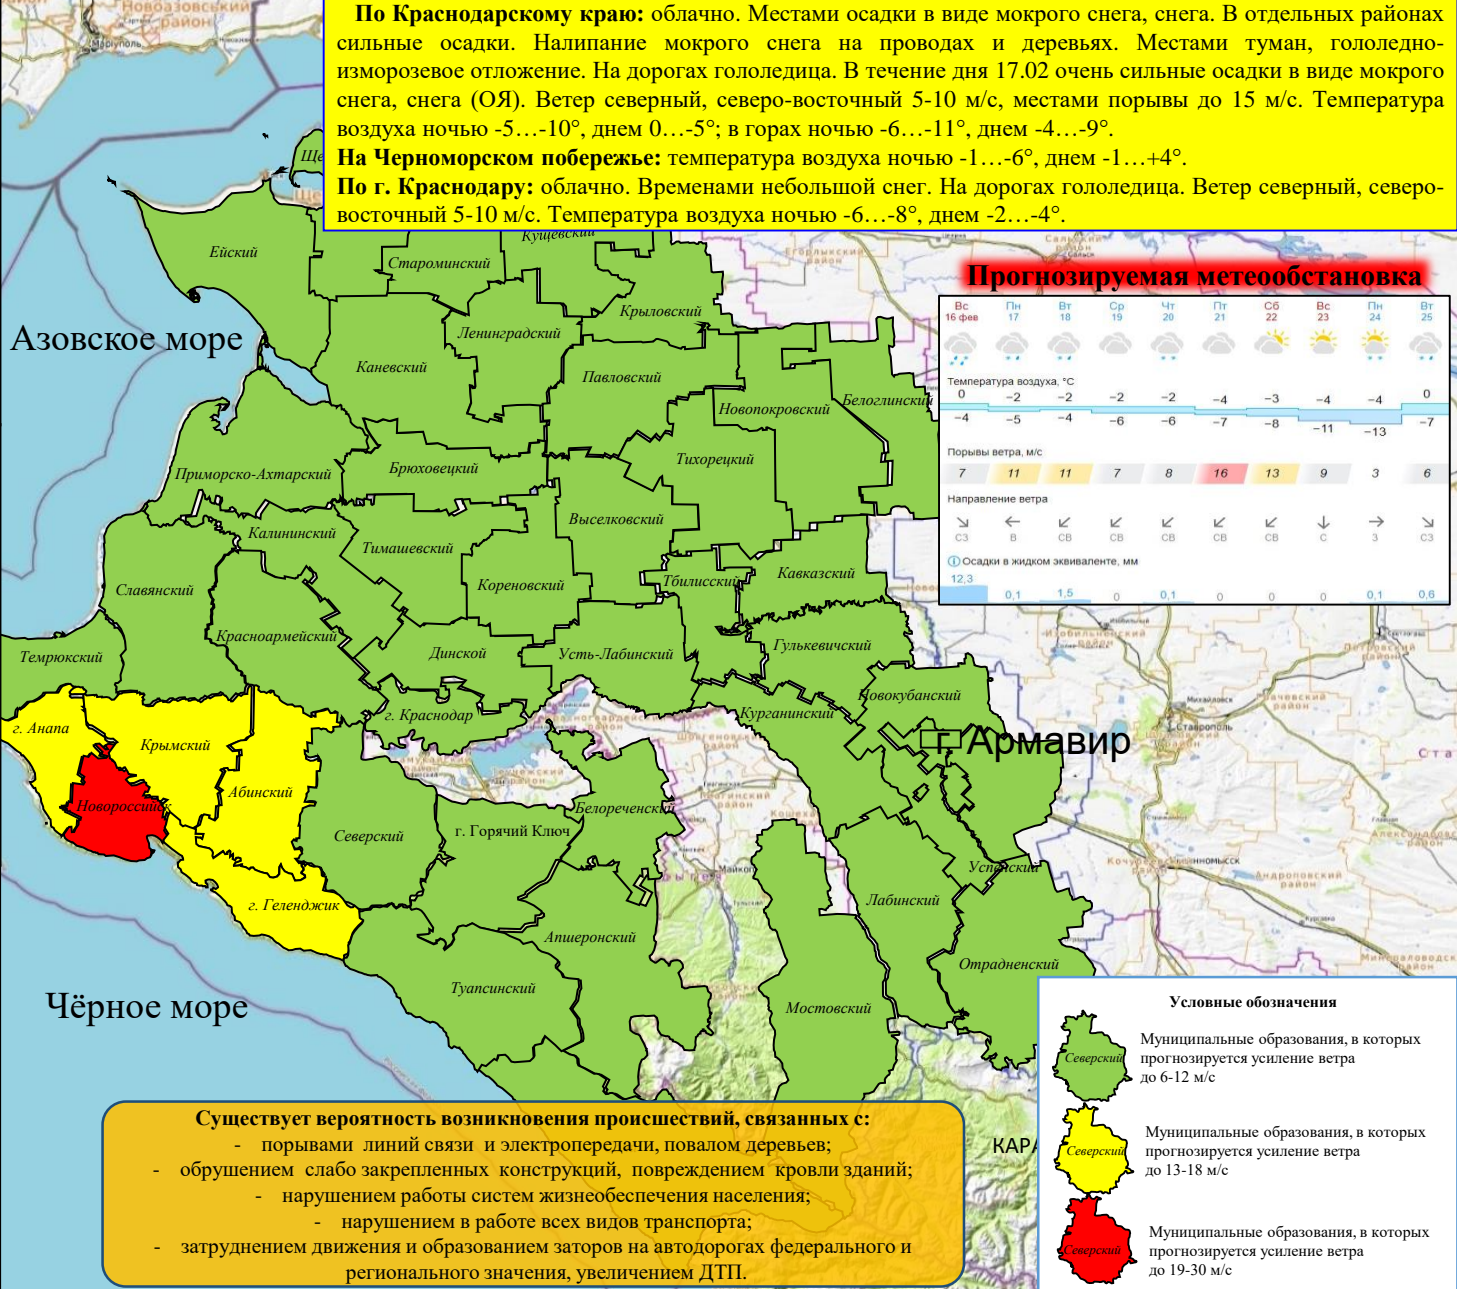 По Краснодарскому краю: облачно. Местами осадки в виде мокрого снега, снега. В отдельных районах
сильные осадки. Налипание мокрого снега на проводах и деревьях. Местами туман, гололедно-
изморозевое отложение. На дорогах гололедица. В течение дня 17.02 очень сильные осадки в виде мокрого
снега, снега (ОЯ). Ветер северный, северо-восточный 5-10 м/с, местами порывы до 15 м/с. Температура
воздуха ночью -5…-10°, днем 0…-5°; в горах ночью -6…-11°, днем -4…-9°.
На Черноморском побережье: температура воздуха ночью -1…-6°, днем -1…+4°.
По г. Краснодару: облачно. Временами небольшой снег. На дорогах гололедица. Ветер северный, северо-
восточный 5-10 м/с. Температура воздуха ночью -6…-8°, днем -2…-4°.
Новоазовський
район
Мариуполь
Ще
Ейский
Староминский
Кущевский
Крыловский
Ленинградский
Каневский
Павловский
Новопокровский
Белоглинский
Азовское море
Приморско-Ахтарский
Брюховецкий
Тихорецкий
Выселковский
Калининский
Тимашевский
Кореновский
Тбилисский
Кавказский
Славянский
Красноармейский
Динской
Усть-Лабинский
Гулькевичский
Темрюкский
г. Краснодар
Курганинский
Новокубанский
г. Армавир
г. Анапа
Крымский
Абинский
Новороссийск
Северский
г. Горячий Ключ
Белореченский
Успенский
Лабинский
г. Геленджик
Апшеронский
Отрадненский
Туапсинский
Мостовский
Чёрное море
Майкоп
Ставрополь
Михайловск
КАРА
Прогнозируемая метеообстановка
Вс Пн Вт Ср Чт Пт Сб Вс Пн Вт
16 фев 17 18 19 20 21 22 23 24 25
Температура воздуха, °C
0 −2 −2 −2 −2 −4 −3 −4 −4 0
−4 −5 −4 −6 −6 −7 −8 −11 −13 −7
Порывы ветра, м/с
7 11 11 7 8 16 13 9 3 6
Направление ветра
СЗ В СВ СВ СВ СВ СВ С З СЗ
Осадки в жидком эквиваленте, мм
12,3 0,1 1,5 0 0,1 0 0 0 0,1 0,6
Существует вероятность возникновения происшествий, связанных с:
- порывами линий связи и электропередачи, повалом деревьев;
- обрушением слабо закрепленных конструкций, повреждением кровли зданий;
- нарушением работы систем жизнеобеспечения населения;
- нарушением в работе всех видов транспорта;
- затруднением движения и образованием заторов на автодорогах федерального и
регионального значения, увеличением ДТП.
Условные обозначения
Северский
Муниципальные образования, в которых
прогнозируется усиление ветра
до 6-12 м/с
Северский
Муниципальные образования, в которых
прогнозируется усиление ветра
до 13-18 м/с
Северский
Муниципальные образования, в которых
прогнозируется усиление ветра
до 19-30 м/с